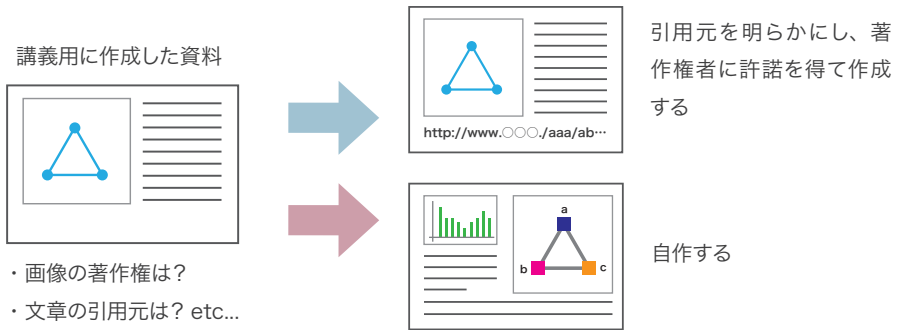 講義用に作成した資料
・画像の著作権は?
・文章の引用元は? etc...
http://www.○○○./aaa/ab…
引用元を明らかにし、著
作権者に許諾を得て作成
する
a
b
c
自作する